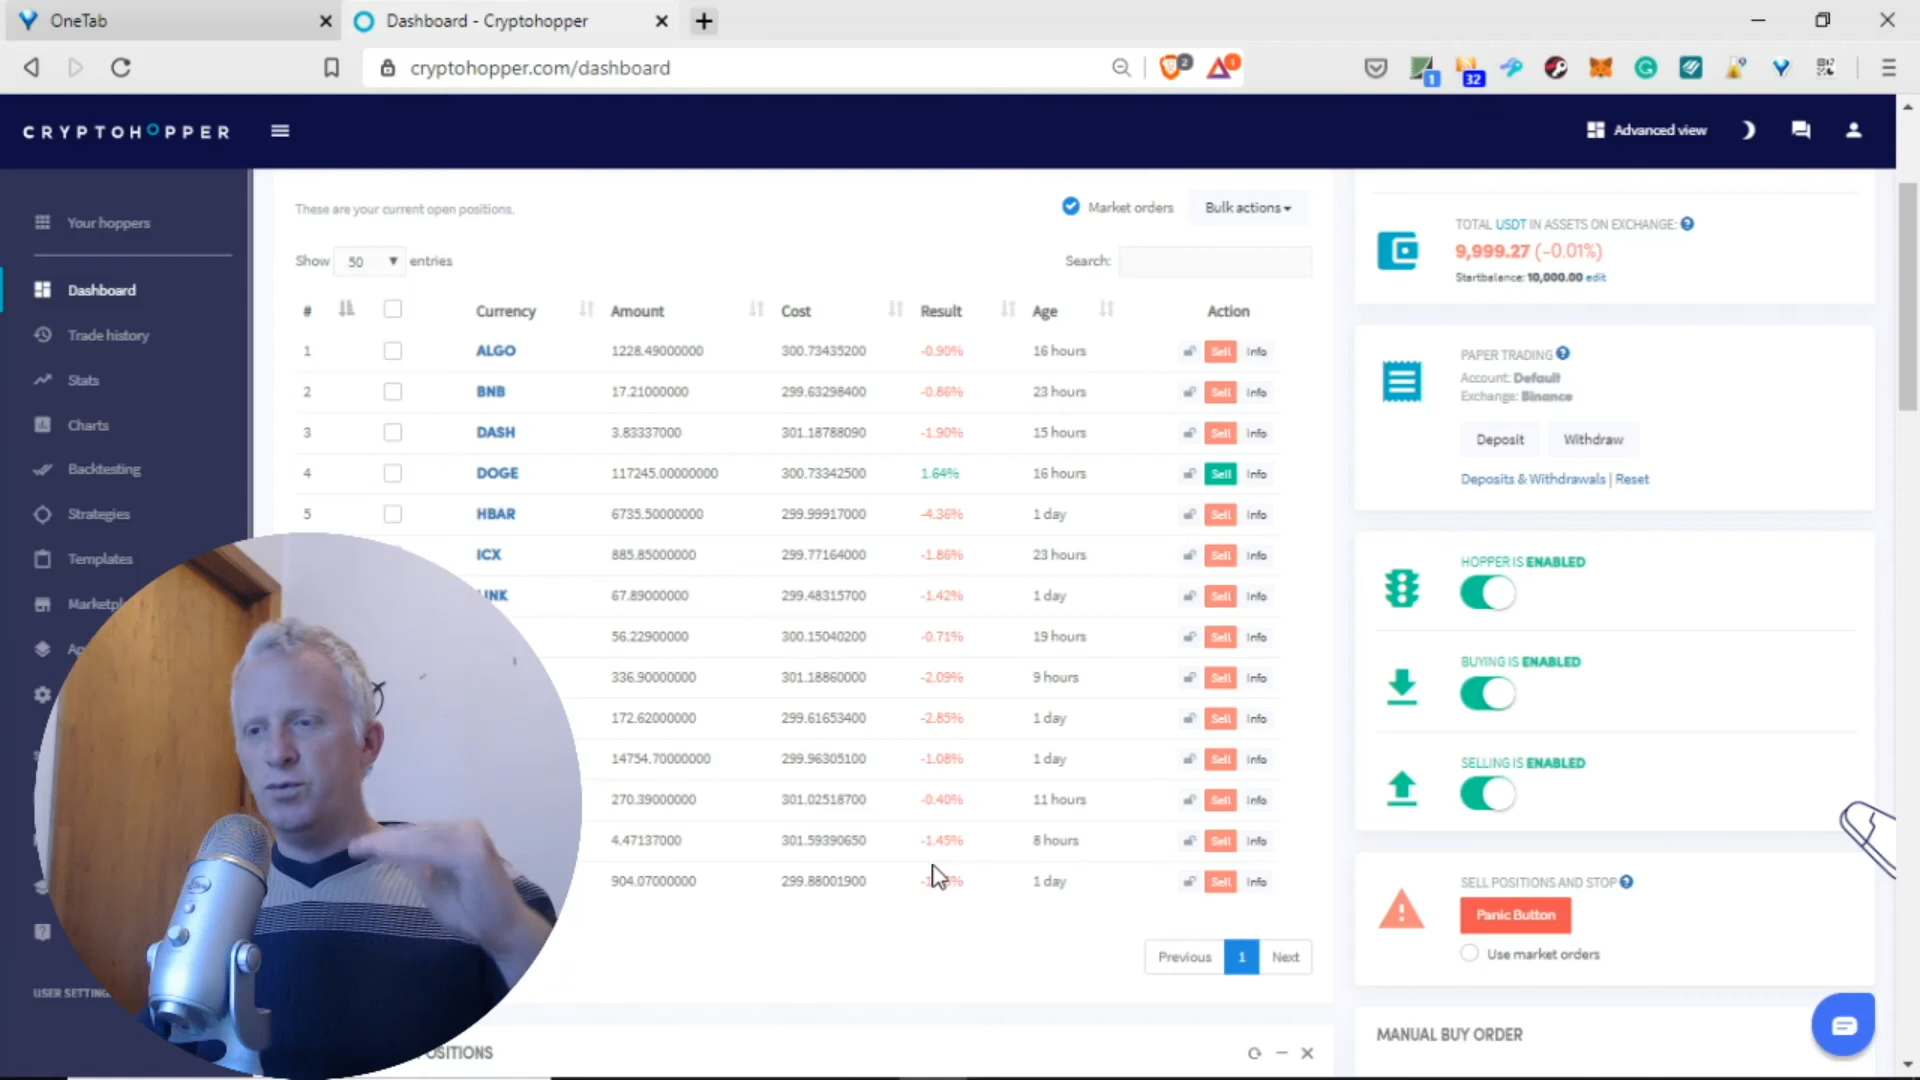 OneTab
Dashboard - Cryptohopper
cryptohopper.com/dashboard
2
1
1
32
CRYPTOHOPPER
Advanced view
Your hoppers
Dashboard
Trade history
Stats
Charts
Backtesting
Strategies
Templates
USER
These are your current open positions.
Market orders
Bulk actions
Show 50 entries
Search:
# Currency Amount Cost Result Age Action
1 ALGO 1228.49000000 300.73435200 -0.90% 16 hours Sell Info
2 BNB 17.21000000 299.63298400 -0.86% 23 hours Sell Info
3 DASH 3.83337000 301.18788090 -1.90% 15 hours Sell Info
4 DOGE 117245.00000000 300.73342500 1.64% 16 hours Sell Info
5 HBAR 6735.50000000 299.99917000 -4.36% 1 day Sell Info
ICX 885.85000000 299.77164000 -1.86% 23 hours Sell Info
INK 67.89000000 299.48315700 -1.42% 1 day Sell Info
56.22900000 300.15040200 -0.71% 19 hours Sell Info
336.90000000 301.18860000 -2.09% 9 hours Sell Info
172.62000000 299.61653400 -2.85% 1 day Sell Info
14754.70000000 299.96305100 -1.08% 1 day Sell Info
270.39000000 301.02518700 -0.40% 11 hours Sell Info
4.47137000 301.59390650 -1.45% 8 hours Sell Info
904.07000000 299.88001900 1 day Sell Info
Previous 1 Next
OSITIONS
TOTAL USDT IN ASSETS ON EXCHANGE:
9,999.27 (-0.01%)
Startbalance: 10,000.00 edit
PAPER TRADING
Account: Default
Exchange: Binance
Deposit
Withdraw
Deposits & Withdrawals | Reset
HOPPER IS ENABLED
BUYING IS ENABLED
SELLING IS ENABLED
SELL POSITIONS AND STOP
Panic Button
Use market orders
MANUAL BUY ORDER